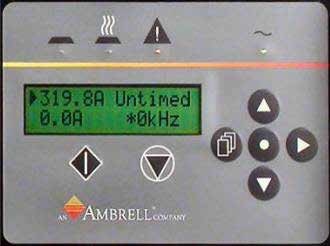 319.8A Untimed
0.0A *0kHz
AN AMBRELL® COMPANY